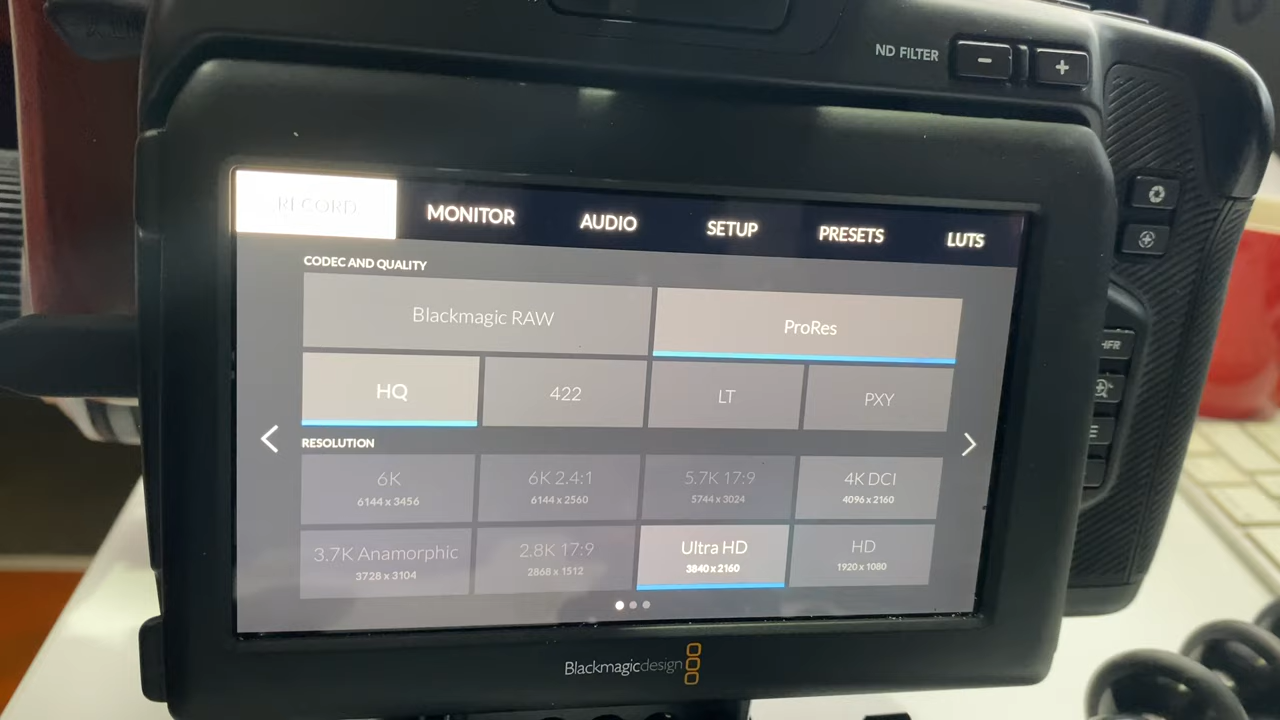 ND FILTER
− +
RECORD MONITOR AUDIO SETUP PRESETS LUTS
CODEC AND QUALITY
Blackmagic RAW ProRes
HFR
HQ 422 LT PXY
RESOLUTION
6K 6K 2.4:1 5.7K 17:9 4K DCI
6144 x 3456 6144 x 2560 5744 x 3024 4096 x 2160
3.7K Anamorphic 2.8K 17:9 Ultra HD HD
3728 x 3104 2868 x 1512 3840 x 2160 1920 x 1080
Blackmagicdesign